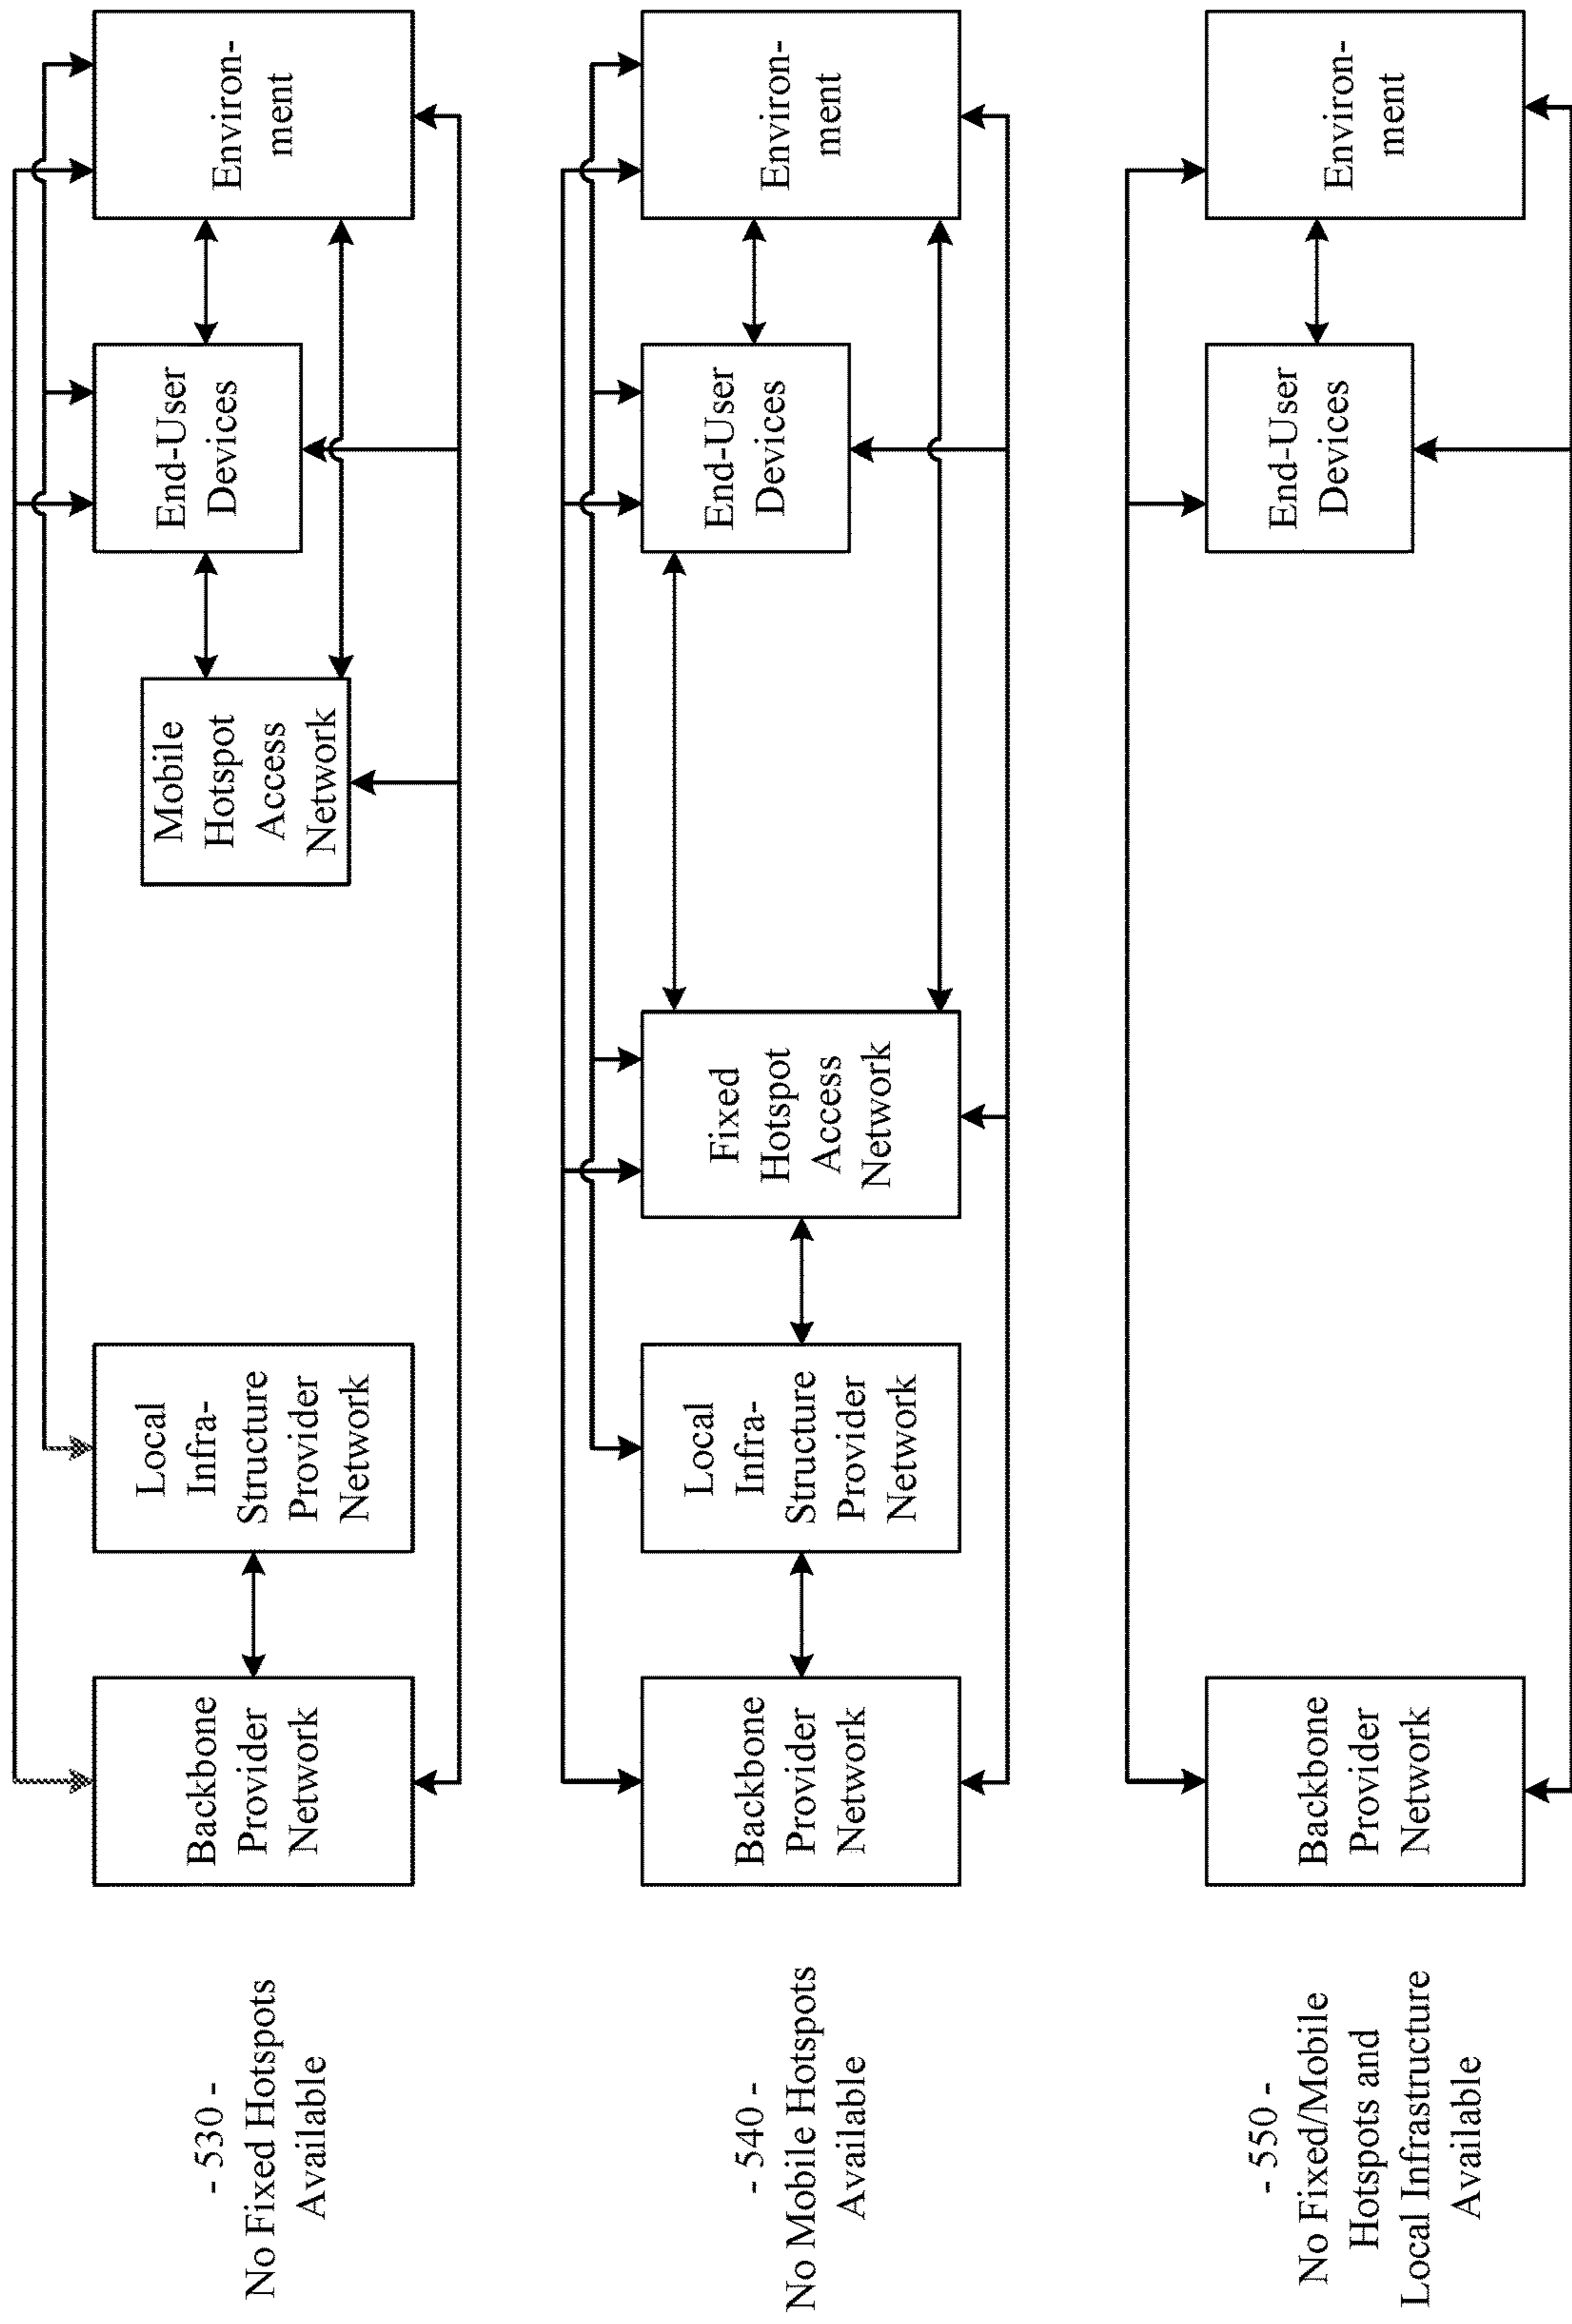 - 530 -
No Fixed Hotspots
Available
Backbone
Provider
Network
Local
Infra-
Structure
Provider
Network
Mobile
Hotspot
Access
Network
End-User
Devices
Environ-
ment
- 540 -
No Mobile Hotspots
Available
Backbone
Provider
Network
Local
Infra-
Structure
Provider
Network
Fixed
Hotspot
Access
Network
End-User
Devices
Environ-
ment
- 550 -
No Fixed/Mobile
Hotspots and
Local Infrastructure
Available
Backbone
Provider
Network
End-User
Devices
Environ-
ment